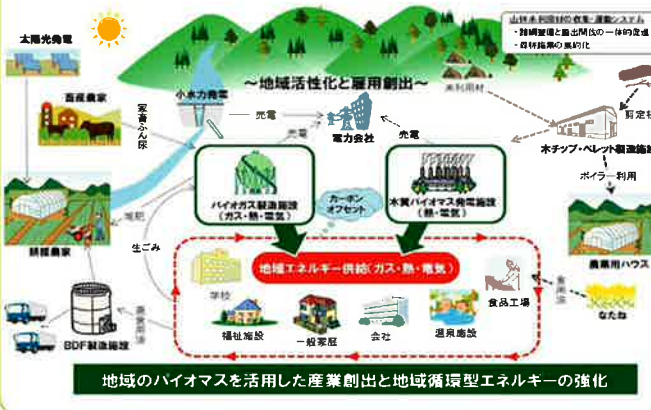 山林未利用材の収集・運搬システム
・路網整備と搬出間伐の一体的促進
・森林施業の集約化
太陽光発電
～地域活性化と雇用創出～
小水力発電
未利用材
畜産農家
家畜ふん尿
売電
売電
電力会社
売電
剪定枝
木チップ・ペレット製造施設
ボイラー利用
バイオガス製造施設
（ガス・熱・電気）
カーボン
オフセット
木質バイオマス発電施設
（熱・電気）
堆肥
耕種農家
生ごみ
農業用ハウス
地域エネルギー供給（ガス・熱・電気）
学校
福祉施設
一般家庭
会社
温泉施設
食品工場
食用油
なたね
廃食用油
BDF製造施設
地域のバイオマスを活用した産業創出と地域循環型エネルギーの強化